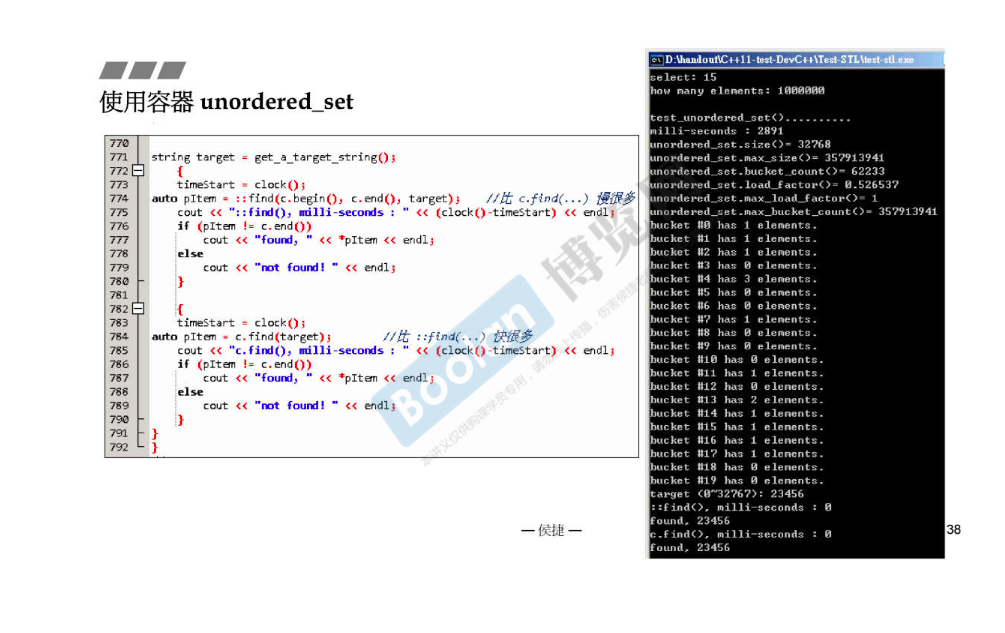 使用容器 unordered_set
770
771 string target = get_a_target_string();
772 {
773 timeStart = clock();
774 auto pItem = ::find(c.begin(), c.end(), target); //比 c.find(...) 慢很多
775 cout << "::find(), milli-seconds : " << (clock()-timeStart) << endl;
776 if (pItem != c.end())
777 cout << "found, " << *pItem << endl;
778 else
779 cout << "not found! " << endl;
780 }
781
782 {
783 timeStart = clock();
784 auto pItem = c.find(target); //比 ::find(...) 快很多
785 cout << "c.find(), milli-seconds : " << (clock()-timeStart) << endl;
786 if (pItem != c.end())
787 cout << "found, " << *pItem << endl;
788 else
789 cout << "not found! " << endl;
790 }
791 }
792 }
D:\handout\C++11-test-DevC++\Test-STL\test-stl.exe
select: 15
how many elements: 1000000
test_unordered_set()..........
milli-seconds : 2891
unordered_set.size()= 32768
unordered_set.max_size()= 357913941
unordered_set.bucket_count()= 62233
unordered_set.load_factor()= 0.526537
unordered_set.max_load_factor()= 1
unordered_set.max_bucket_count()= 357913941
bucket #0 has 1 elements.
bucket #1 has 1 elements.
bucket #2 has 1 elements.
bucket #3 has 0 elements.
bucket #4 has 3 elements.
bucket #5 has 0 elements.
bucket #6 has 0 elements.
bucket #7 has 1 elements.
bucket #8 has 0 elements.
bucket #9 has 0 elements.
bucket #10 has 0 elements.
bucket #11 has 1 elements.
bucket #12 has 0 elements.
bucket #13 has 2 elements.
bucket #14 has 1 elements.
bucket #15 has 1 elements.
bucket #16 has 1 elements.
bucket #17 has 1 elements.
bucket #18 has 0 elements.
bucket #19 has 0 elements.
target (0~32767): 23456
::find(), milli-seconds : 0
found, 23456
c.find(), milli-seconds : 0
found, 23456
Boolan 博览
本讲义仅供购课学员专用
— 侯捷 —
38